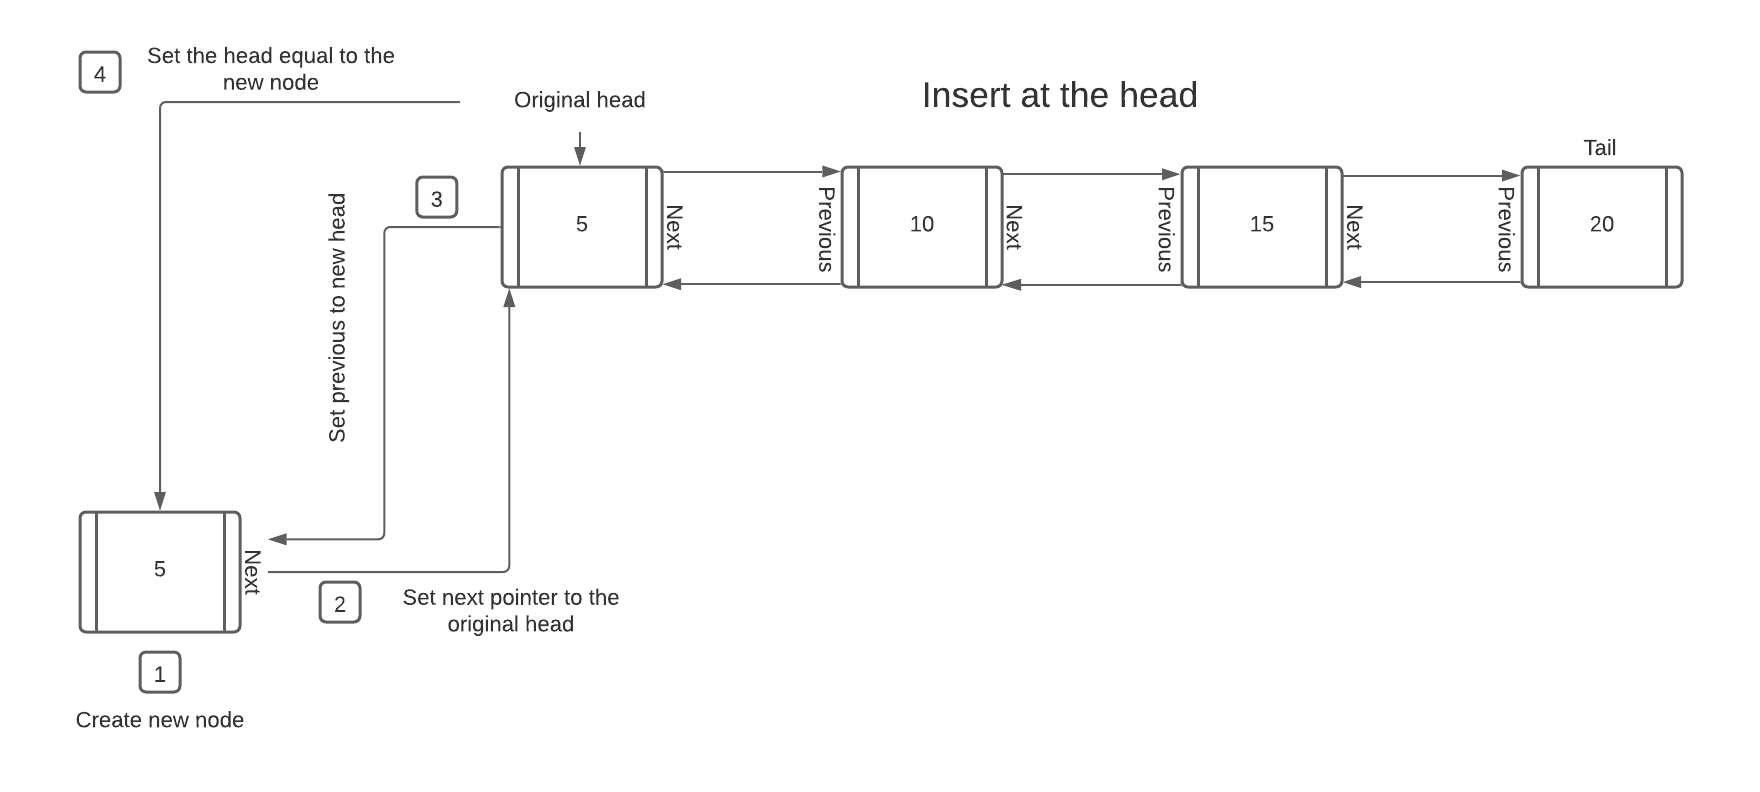 4
Set the head equal to the
new node
Original head
Insert at the head
Tail
3
Set previous to new head
5
Next
Previous
10
Next
Previous
15
Next
Previous
20
5
Next
2
Set next pointer to the
original head
1
Create new node